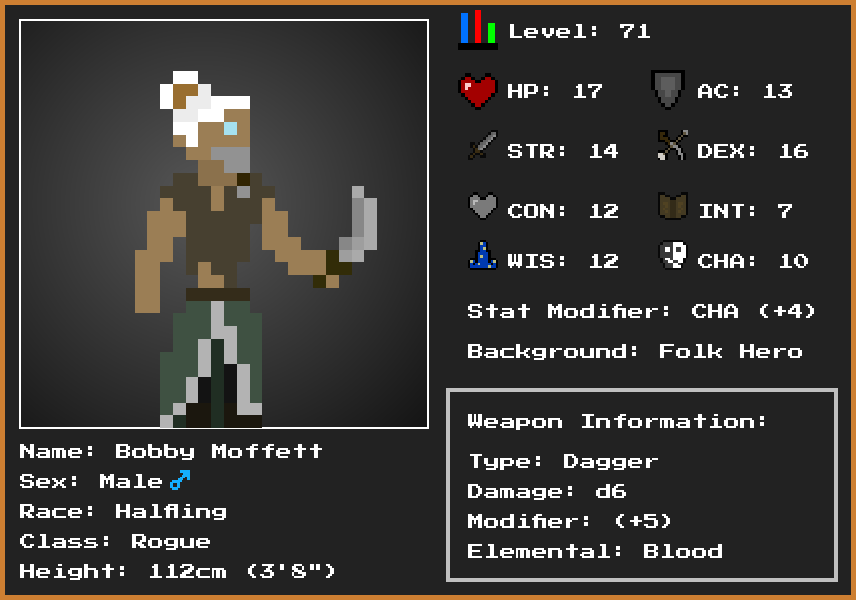 Level: 71
HP: 17 AC: 13
STR: 14 DEX: 16
CON: 12 INT: 7
WIS: 12 CHA: 10
Stat Modifier: CHA (+4)
Background: Folk Hero
Weapon Information:
Type: Dagger
Damage: d6
Modifier: (+5)
Elemental: Blood
Name: Bobby Moffett
Sex: Male ♂
Race: Halfling
Class: Rogue
Height: 112cm (3'8")